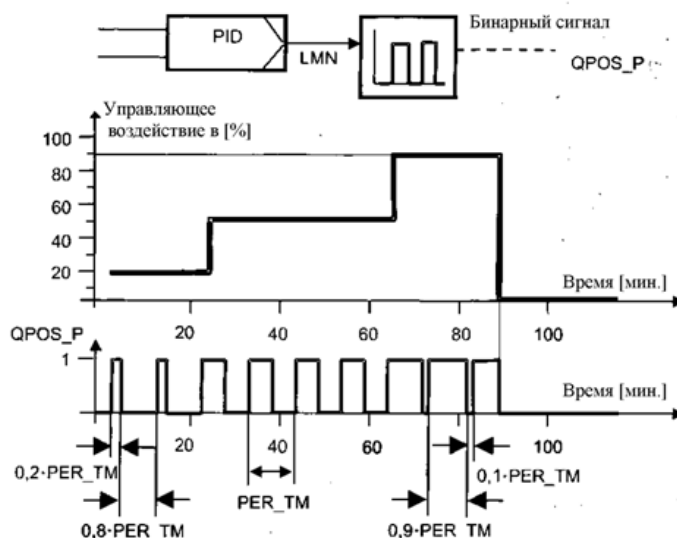 PID
LMN
Бинарный сигнал
QPOS_P
Управляющее
воздействие в [%]
100
80
60
40
20
Время [мин.]
20 40 60 80 100
QPOS_P
1
Время [мин.]
20 40 60 100
0,2·PER_TM
PER_TM
0,1·PER_TM
0,8·PER_TM
0,9·PER_TM